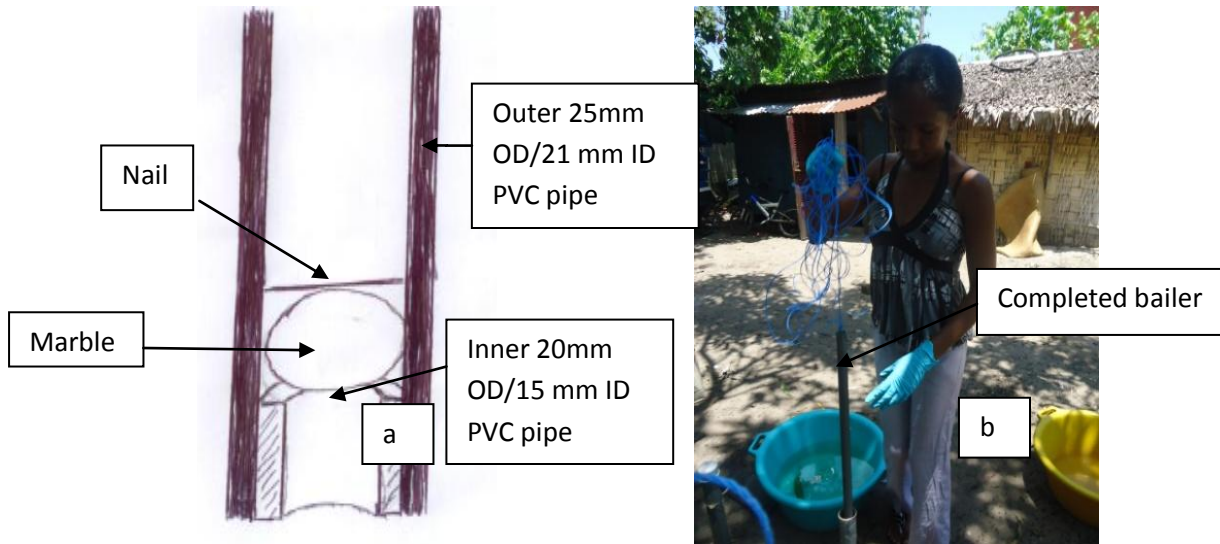 Outer 25mm
OD/21 mm ID
PVC pipe
Nail
Marble
Inner 20mm
OD/15 mm ID
PVC pipe
a
Completed bailer
b